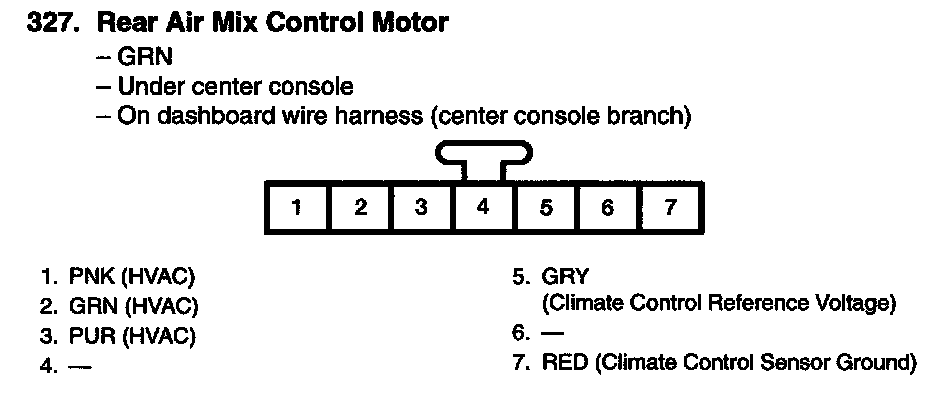 327. Rear Air Mix Control Motor
– GRN
– Under center console
– On dashboard wire harness (center console branch)
1 2 3 4 5 6 7
1. PNK (HVAC)
2. GRN (HVAC)
3. PUR (HVAC)
4. —
5. GRY
(Climate Control Reference Voltage)
6. —
7. RED (Climate Control Sensor Ground)